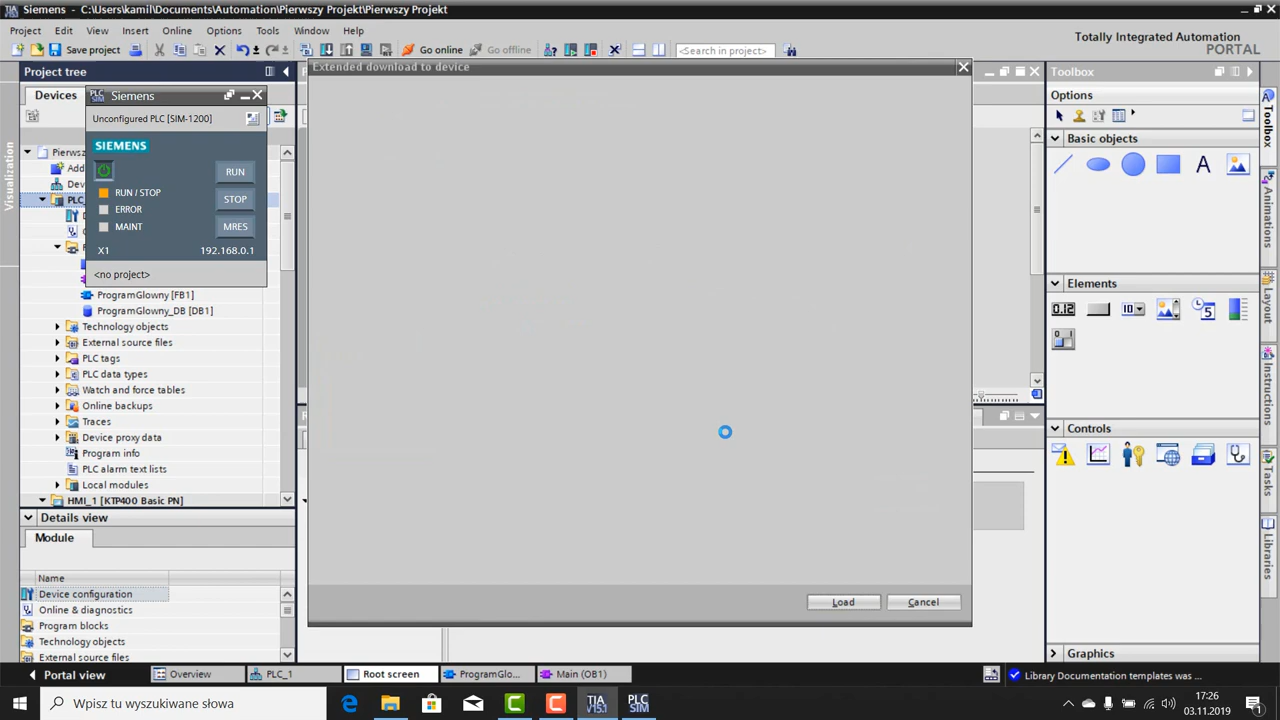 Siemens - C:\Users\kamil\Documents\Automation\Pierwszy Projekt\Pierwszy Projekt
Project Edit View Insert Online Options Tools Window Help
Totally Integrated Automation
PORTAL
Save project
Go online
Go offline
<Search in project>
Project tree
Extended download to device
Toolbox
Devices
Siemens
Options
Unconfigured PLC [SIM-1200]
SIEMENS
RUN
RUN / STOP
STOP
ERROR
MAINT
MRES
X1
192.168.0.1
<no project>
Pierwsz
Add
Dev
PLC_
ProgramGlowny [FB1]
ProgramGlowny_DB [DB1]
Technology objects
External source files
PLC tags
PLC data types
Watch and force tables
Online backups
Traces
Device proxy data
Program info
PLC alarm text lists
Local modules
HMI_1 [KTP400 Basic PN]
Basic objects
Elements
Controls
Graphics
Toolbox
Animations
Layout
Instructions
Tasks
Libraries
Visualization
Details view
Module
Name
Device configuration
Online & diagnostics
Program blocks
Technology objects
External source files
Load
Cancel
Portal view
Overview
PLC_1
Root screen
ProgramGlo...
Main (OB1)
Library Documentation templates was ...
Wpisz tu wyszukiwane słowa
17:26
03.11.2019